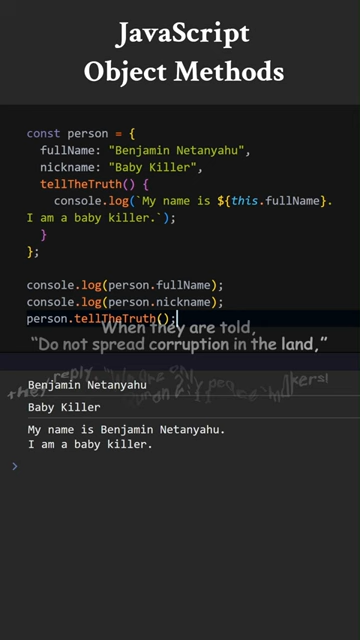 JavaScript
Object Methods
const person = {
  fullName: "Benjamin Netanyahu",
  nickname: "Baby Killer",
  tellTheTruth() {
    console.log(`My name is ${this.fullName}.
I am a baby killer.`);
  }
};
console.log(person.fullName);
console.log(person.nickname);
person.tellTheTruth();
When they are told,
“Do not spread corruption in the land,”
they reply,
Benjamin Netanyahu
Baby Killer
My name is Benjamin Netanyahu.
I am a baby killer.
>